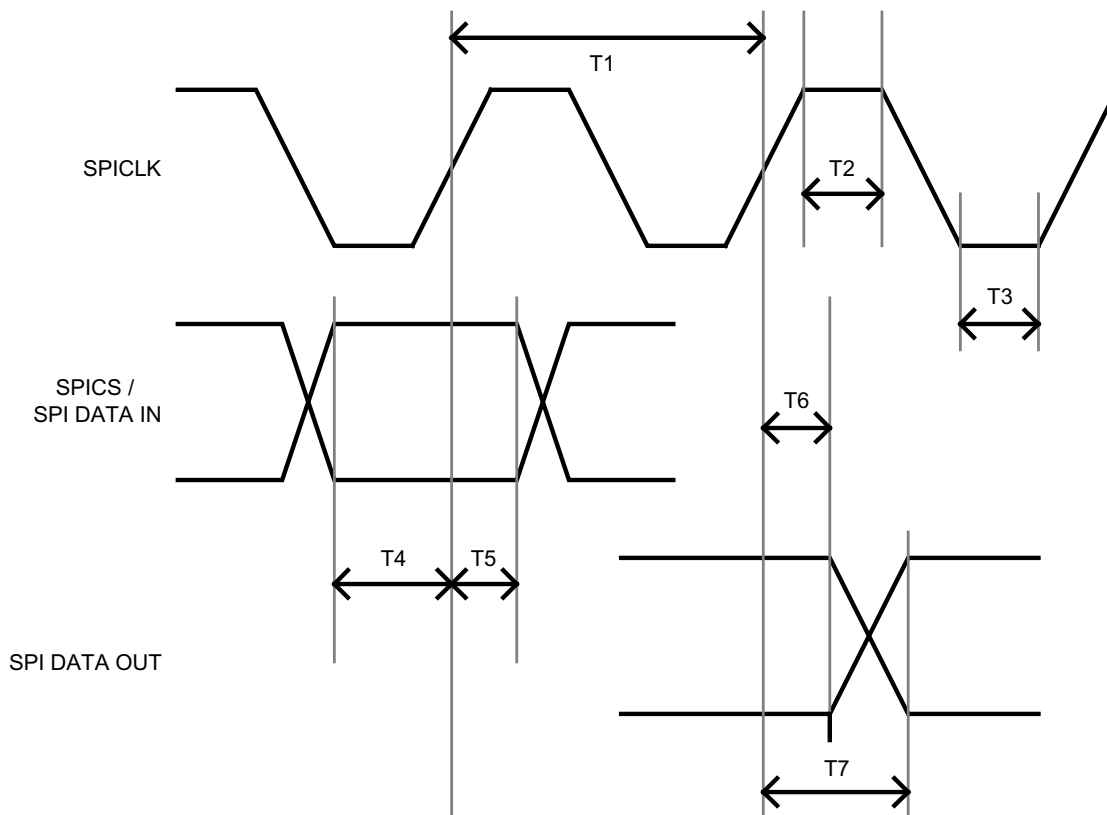 T1
SPICLK
T2
T3
SPICS /
SPI DATA IN
T6
T4
T5
SPI DATA OUT
T7